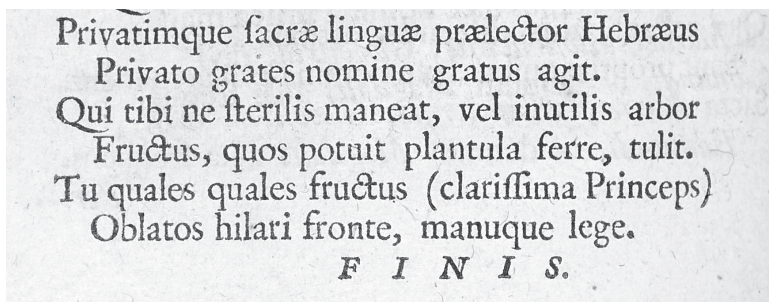 Privatimque ſacræ linguæ prælector Hebræus
Privato grates nomine gratus agit.
Qui tibi ne ſterilis maneat, vel inutilis arbor
Fructus, quos potuit plantula ferre, tulit.
Tu quales quales fructus (clariſſima Princeps)
Oblatos hilari fronte, manuque lege.
F I N I S.